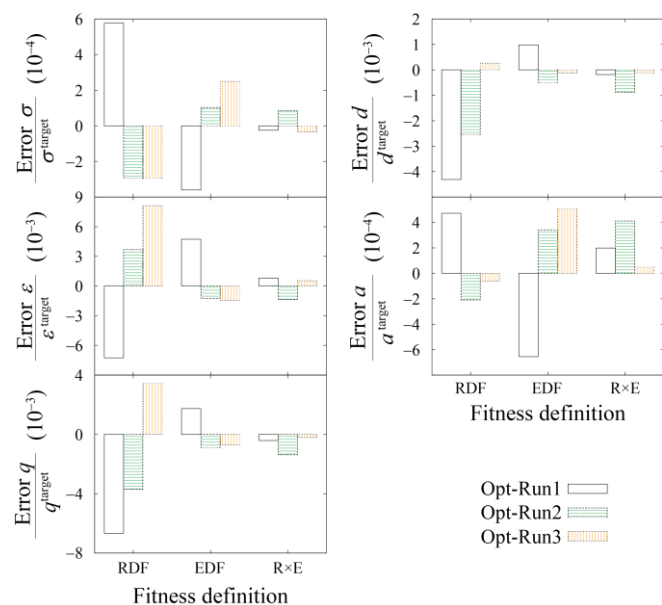 Error σ
σ^target
(10^−4)
6
4
2
0
−2
9
6
3
0
−3
−6
Error ε
ε^target
(10^−3)
4
0
−4
−8
Error q
q^target
(10^−3)
RDF EDF R×E
Fitness definition
Error d
d^target
(10^−3)
2
1
0
−1
−2
−3
−4
Error a
a^target
(10^−4)
4
2
0
−2
−4
−6
RDF EDF R×E
Fitness definition
Opt-Run1
Opt-Run2
Opt-Run3